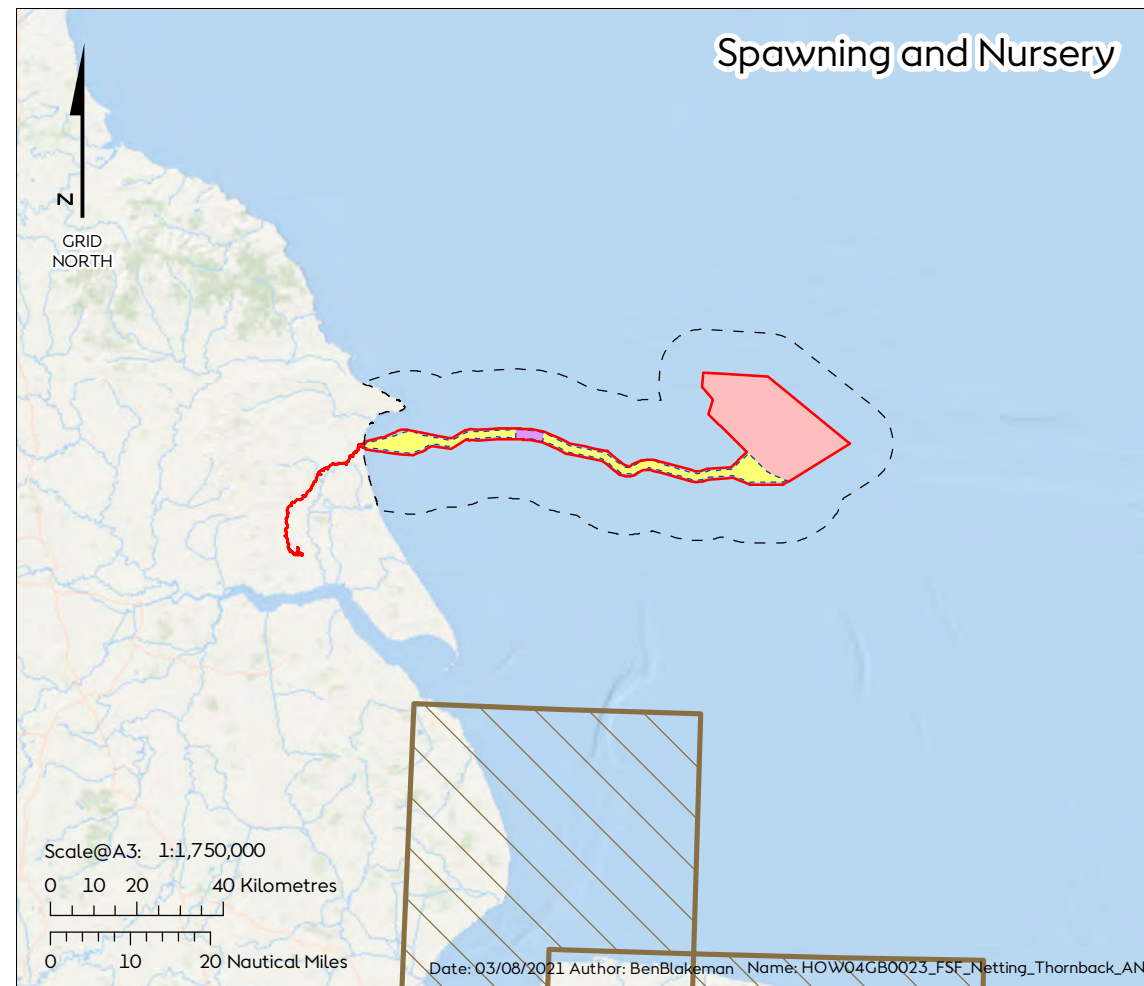 Spawning and Nursery
N
GRID
NORTH
Scale@A3: 1:1,750,000
0 10 20 40 Kilometres
0 10 20 Nautical Miles
Date: 03/08/2021 Author: BenBlakeman Name: HOW04GB0023_FSF_Netting_Thornback_AN